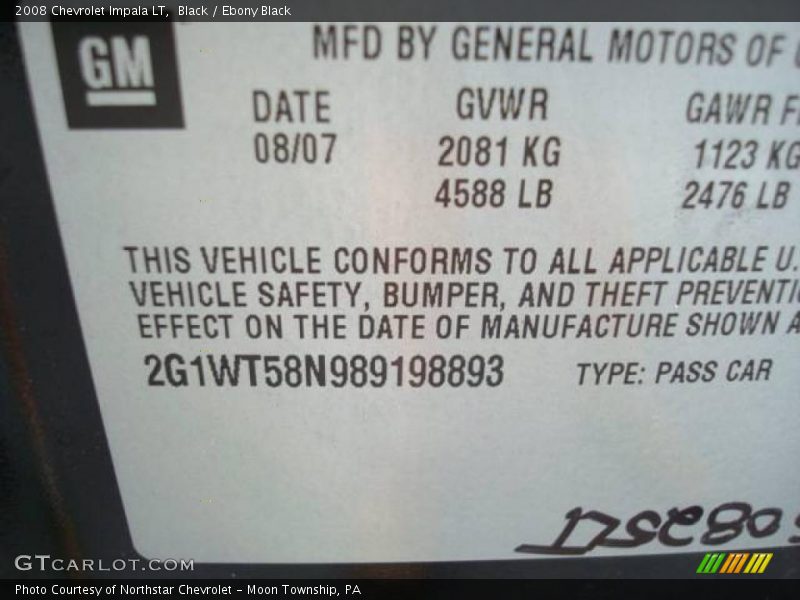 2008 Chevrolet Impala LT, Black / Ebony Black
GM
MFD BY GENERAL MOTORS OF
DATE GVWR GAWR
08/07 2081 KG 1123 KG
4588 LB 2476 LB
THIS VEHICLE CONFORMS TO ALL APPLICABLE U.
VEHICLE SAFETY, BUMPER, AND THEFT PREVENTI
EFFECT ON THE DATE OF MANUFACTURE SHOWN A
2G1WT58N989198893 TYPE: PASS CAR
GTCARLOT.COM
Photo Courtesy of Northstar Chevrolet - Moon Township, PA